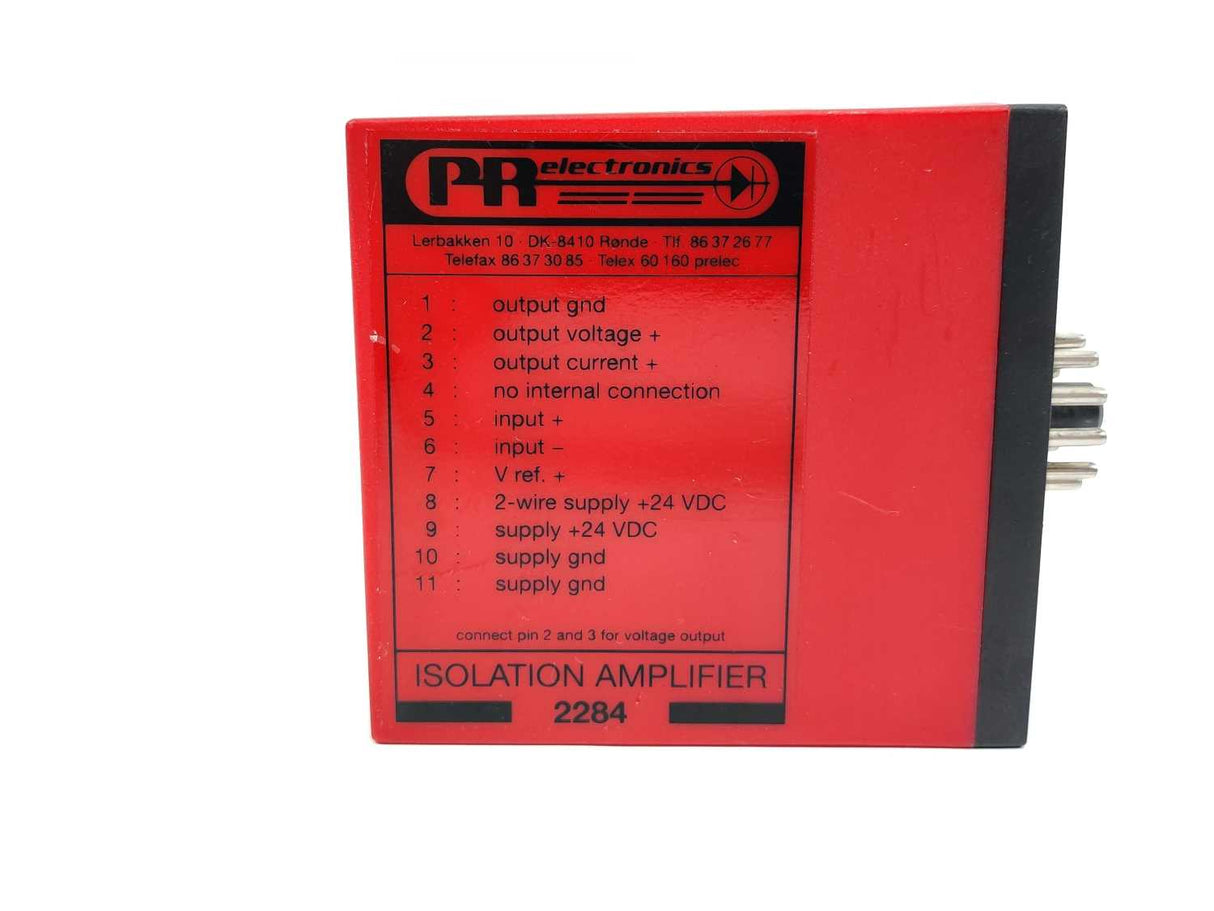 PR electronics
Lerbakken 10 · DK-8410 Rønde · Tlf. 86 37 26 77
Telefax 86 37 30 85 · Telex 60 160 prelec
1 : output gnd
2 : output voltage +
3 : output current +
4 : no internal connection
5 : input +
6 : input –
7 : V ref. +
8 : 2-wire supply +24 VDC
9 : supply +24 VDC
10 : supply gnd
11 : supply gnd
connect pin 2 and 3 for voltage output
ISOLATION AMPLIFIER
2284